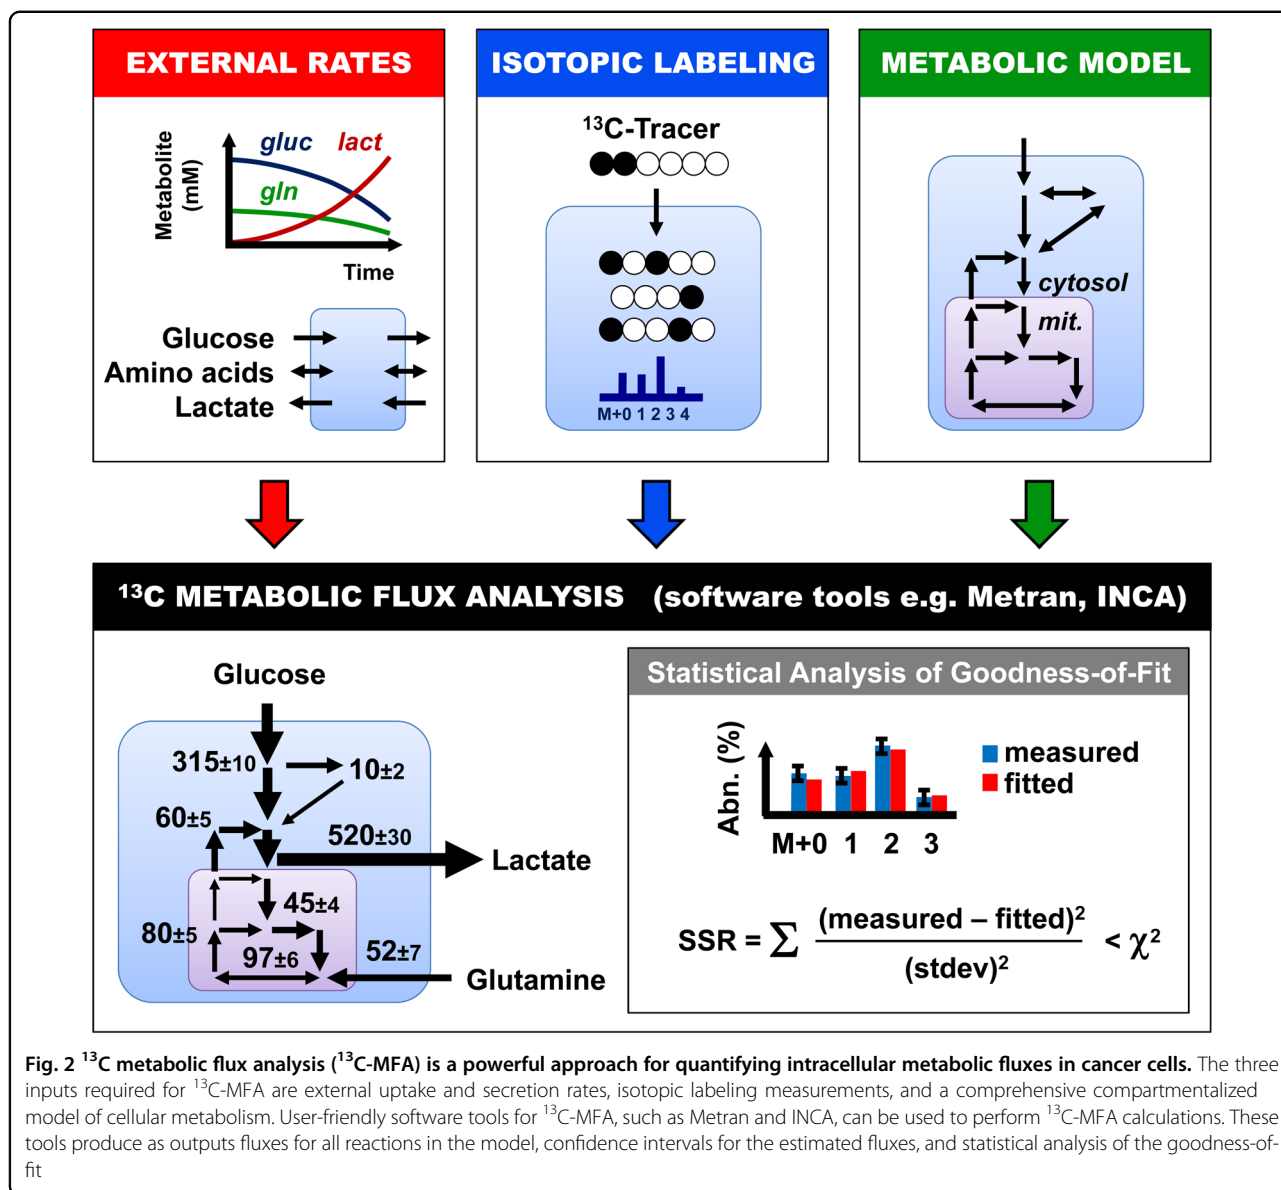 EXTERNAL RATES
Metabolite
(mM)
gluc
lact
gln
Time
Glucose
Amino acids
Lactate
ISOTOPIC LABELING
¹³C-Tracer
M+0 1 2 3 4
METABOLIC MODEL
cytosol
mit.
¹³C METABOLIC FLUX ANALYSIS (software tools e.g. Metran, INCA)
Glucose
315±10
10±2
60±5
520±30
Lactate
45±4
80±5
97±6
52±7
Glutamine
Statistical Analysis of Goodness-of-Fit
Abn. (%)
measured
fitted
M+0 1 2 3
SSR = ∑ (measured – fitted)² / (stdev)² < χ²
Fig. 2 ¹³C metabolic flux analysis (¹³C-MFA) is a powerful approach for quantifying intracellular metabolic fluxes in cancer cells. The three
inputs required for ¹³C-MFA are external uptake and secretion rates, isotopic labeling measurements, and a comprehensive compartmentalized
model of cellular metabolism. User-friendly software tools for ¹³C-MFA, such as Metran and INCA, can be used to perform ¹³C-MFA calculations. These
tools produce as outputs fluxes for all reactions in the model, confidence intervals for the estimated fluxes, and statistical analysis of the goodness-of-
fit